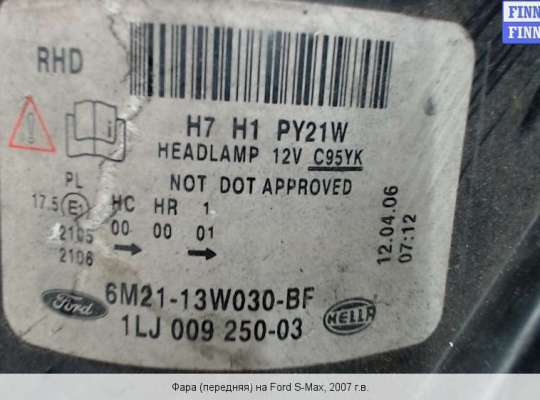 FINN
FINN
RHD
H7 H1 PY21W
HEADLAMP 12V C95YK
NOT DOT APPROVED
PL
17.5 E HC HR 1
2105 00 00 01
2106
12.04.06
07:12
Ford
6M21-13W030-BF
1LJ 009 250-03
HELLA
Фара (передняя) на Ford S-Max, 2007 г.в.